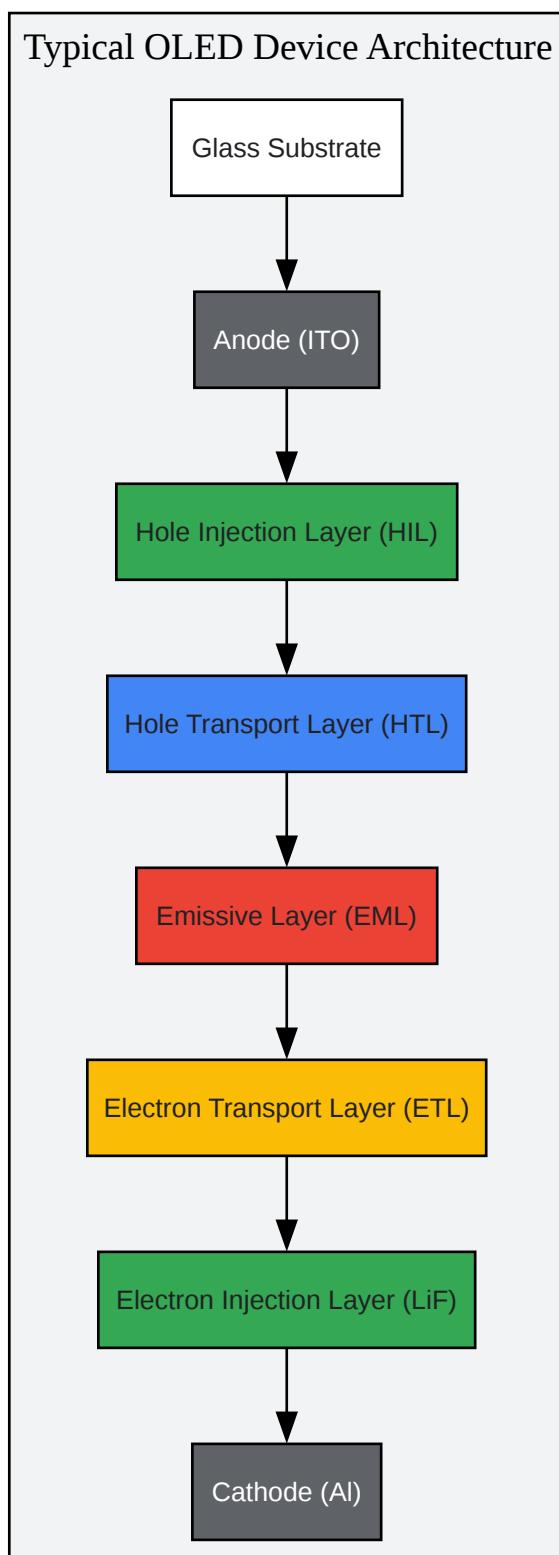 Typical OLED Device Architecture
Glass Substrate
Anode (ITO)
Hole Injection Layer (HIL)
Hole Transport Layer (HTL)
Emissive Layer (EML)
Electron Transport Layer (ETL)
Electron Injection Layer (LiF)
Cathode (Al)